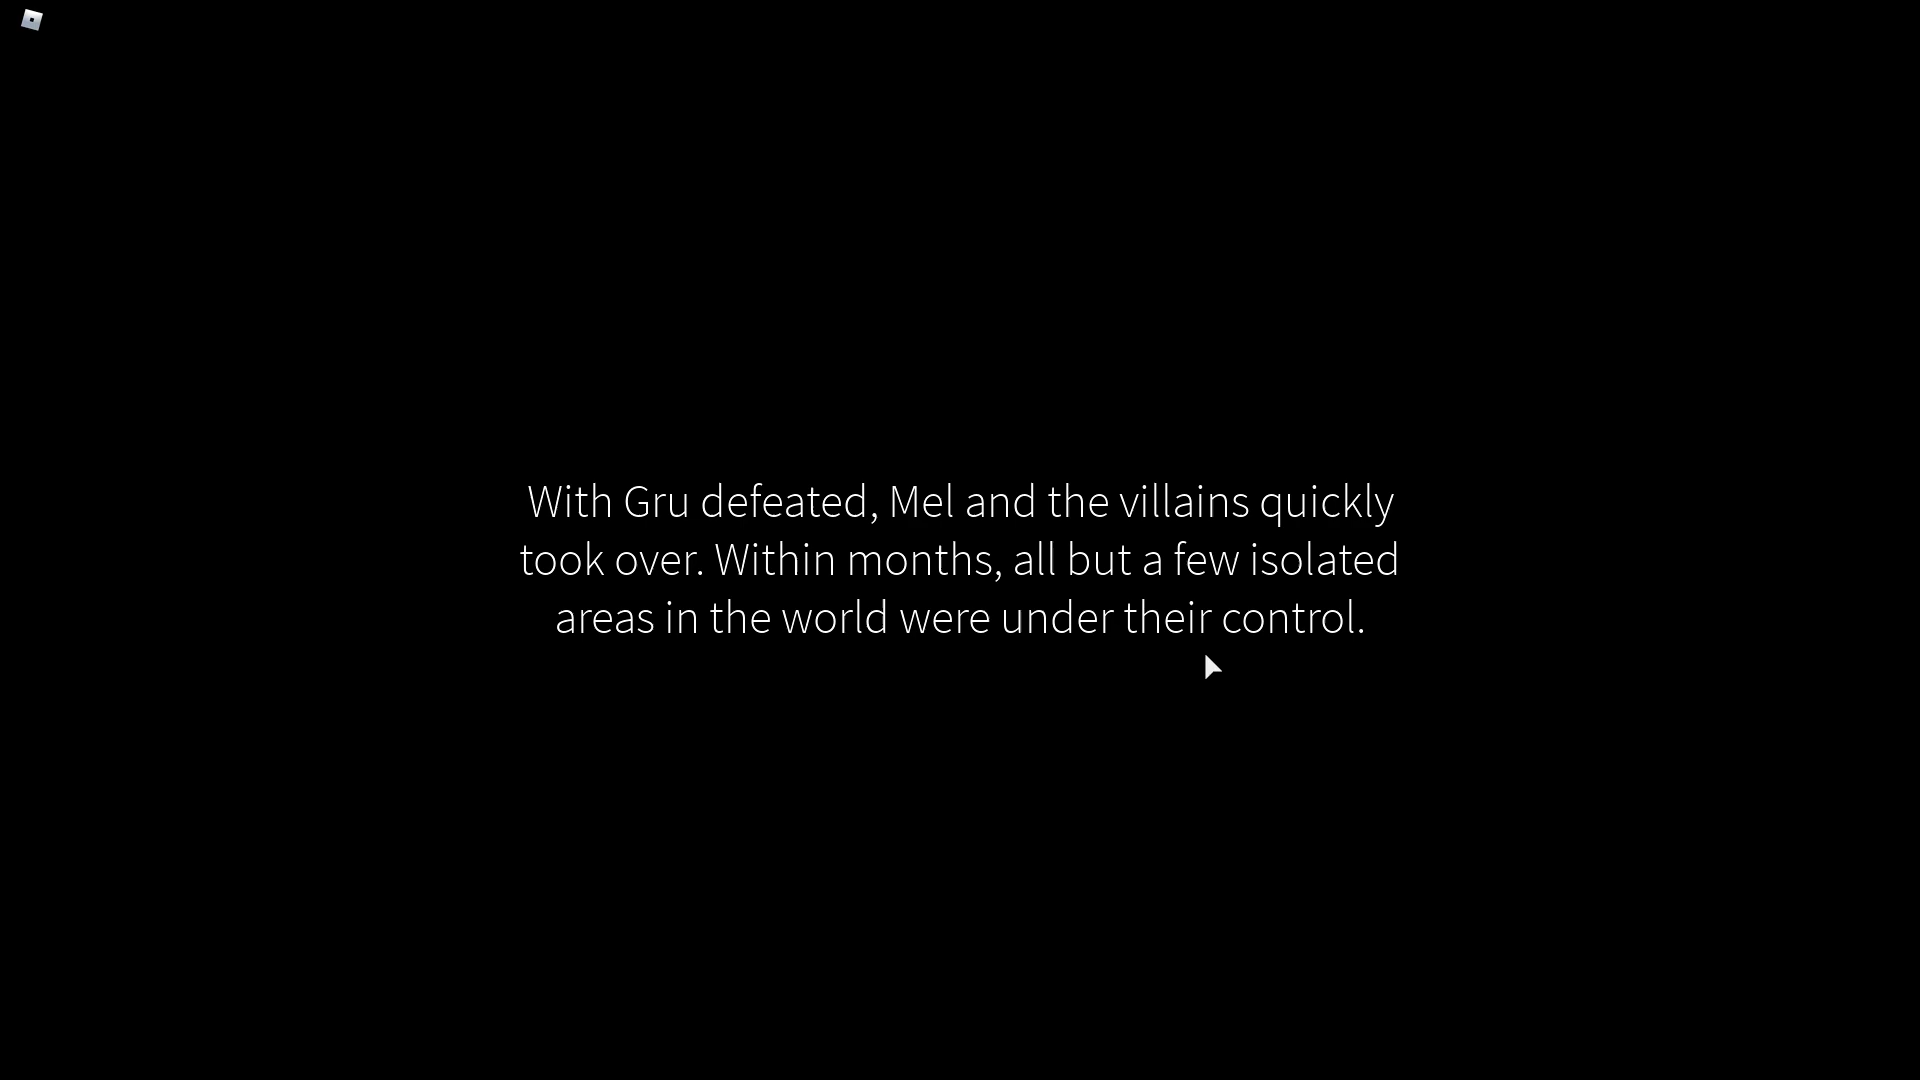 With Gru defeated, Mel and the villains quickly
took over. Within months, all but a few isolated
areas in the world were under their control.